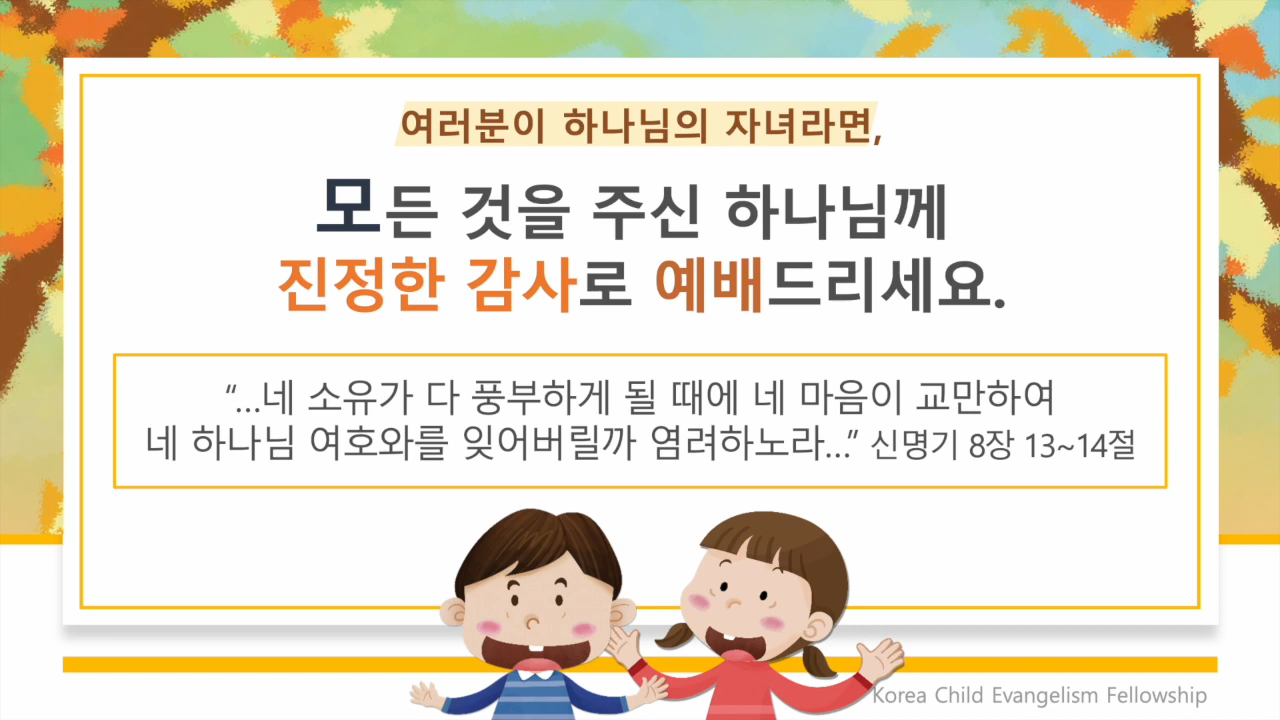 여러분이 하나님의 자녀라면,
모든 것을 주신 하나님께
진정한 감사로 예배드리세요.
“...네 소유가 다 풍부하게 될 때에 네 마음이 교만하여
네 하나님 여호와를 잊어버릴까 염려하노라...” 신명기 8장 13~14절
Korea Child Evangelism Fellowship